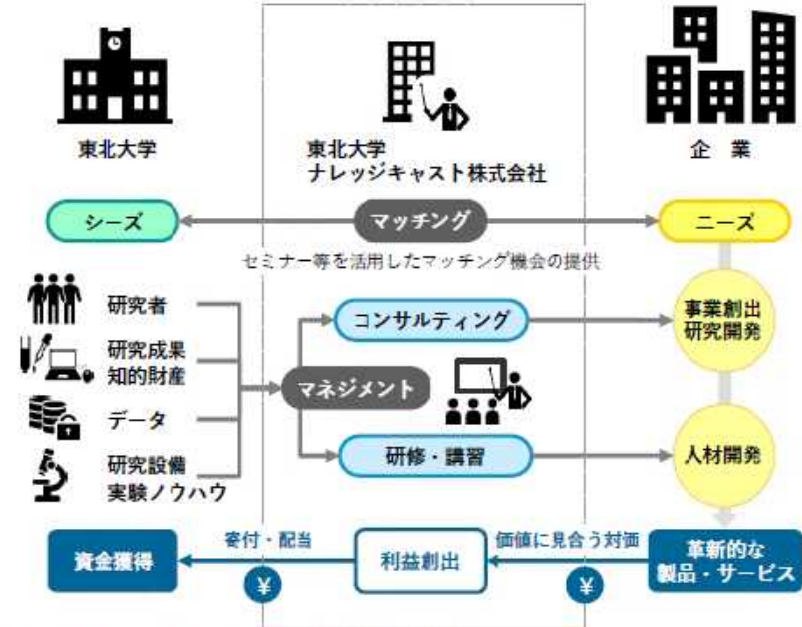 東北大学
東北大学
ナレッジキャスト株式会社
企 業
シーズ
マッチング
ニーズ
セミナー等を活用したマッチング機会の提供
研究者
研究成果
知的財産
データ
研究設備
実験ノウハウ
マネジメント
コンサルティング
研修・講習
事業創出
研究開発
人材開発
資金獲得
寄付・配当
¥
利益創出
価値に見合う対価
¥
革新的な
製品・サービス